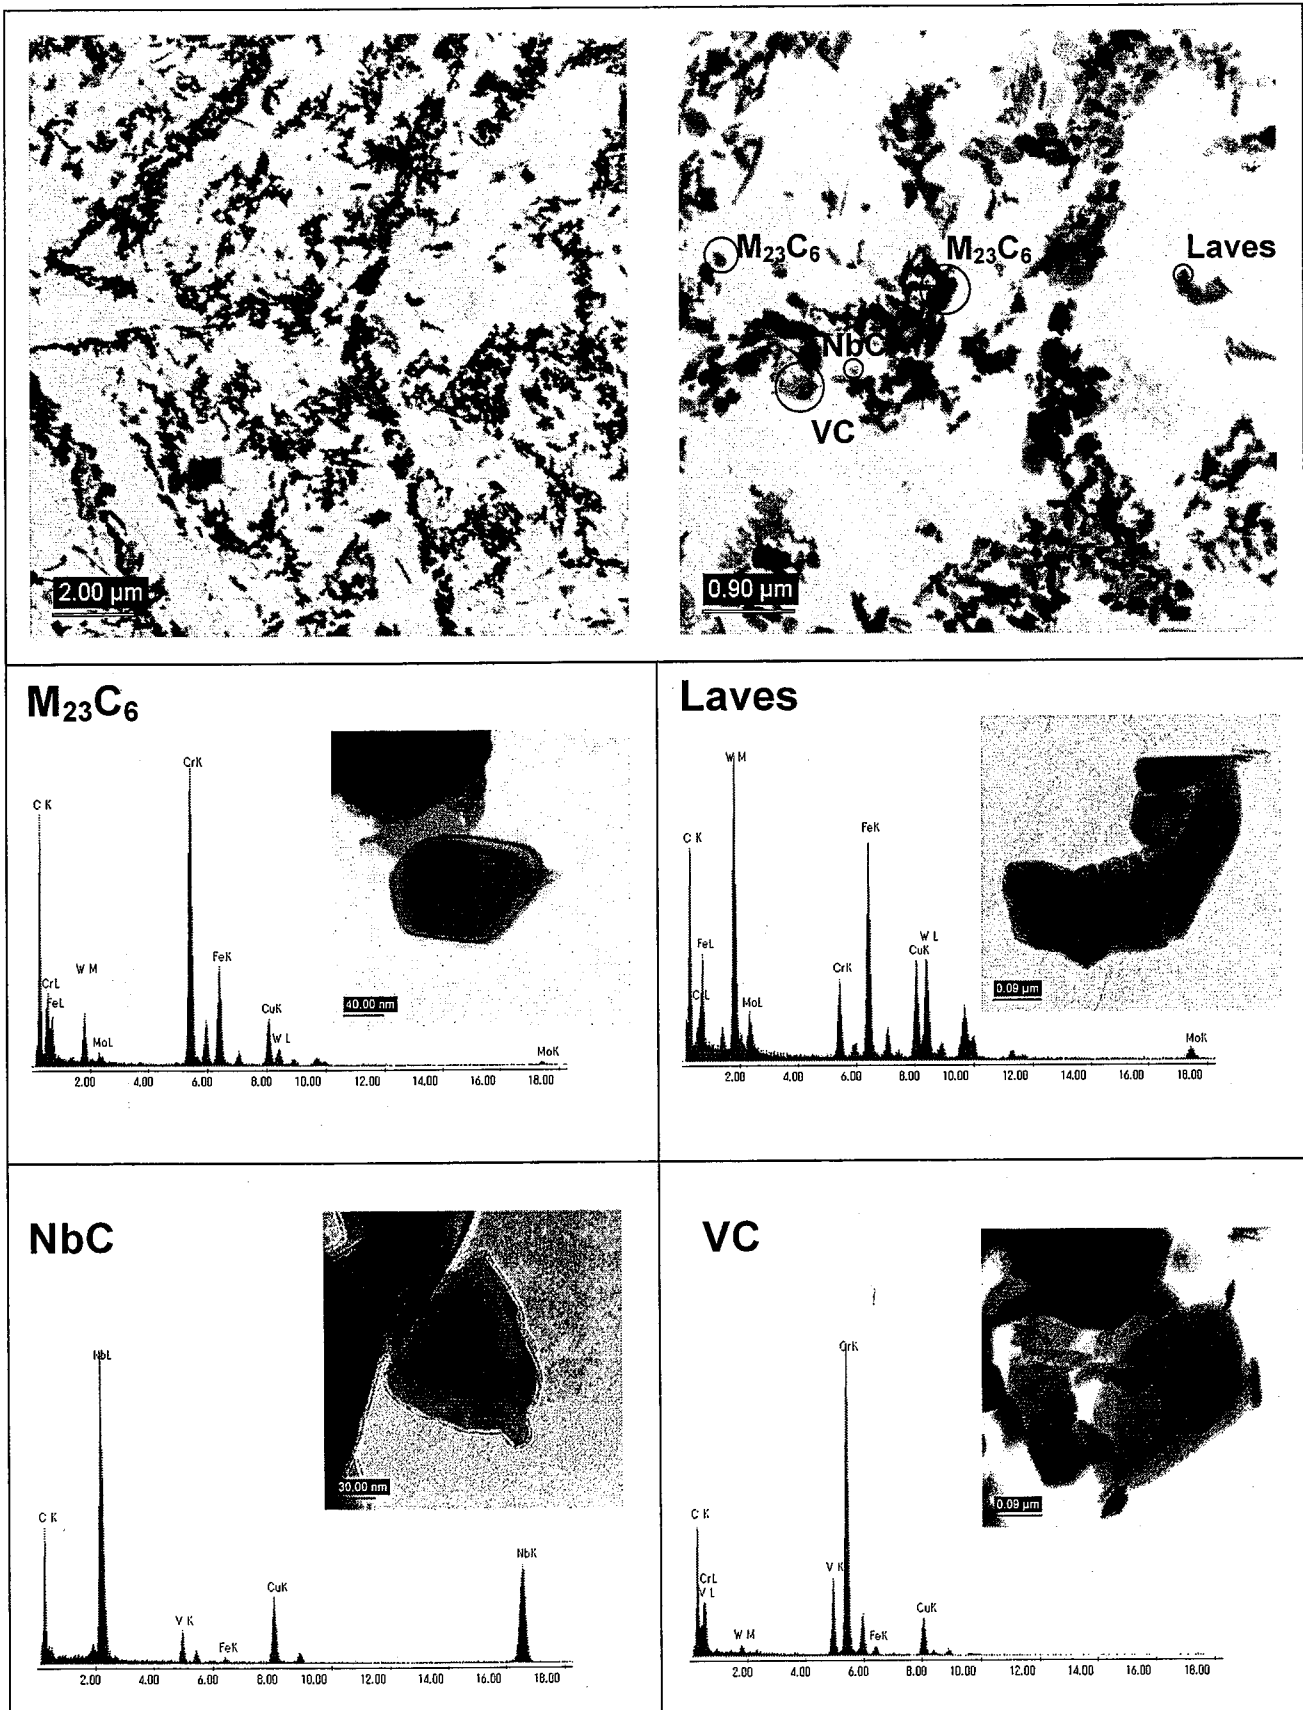 M₂₃C₆
M₂₃C₆
Laves
NbC
VC
2.00 µm
0.90 µm
M₂₃C₆
CrK
C K
FeK
W M
CrL
FeL
CuK
W L
MoL
MoK
40.00 nm
2.00 4.00 6.00 8.00 10.00 12.00 14.00 16.00 18.00
Laves
W M
FeK
C K
W L
FeL
CuK
CrK
CrL
MoL
MoK
0.09 µm
2.00 4.00 6.00 8.00 10.00 12.00 14.00 16.00 18.00
NbC
NbL
30.00 nm
C K
NbK
CuK
V K
FeK
2.00 4.00 6.00 8.00 10.00 12.00 14.00 16.00 18.00
VC
CrK
0.09 µm
C K
V K
CrL
V L
CuK
W M
FeK
2.00 4.00 6.00 8.00 10.00 12.00 14.00 16.00 18.00